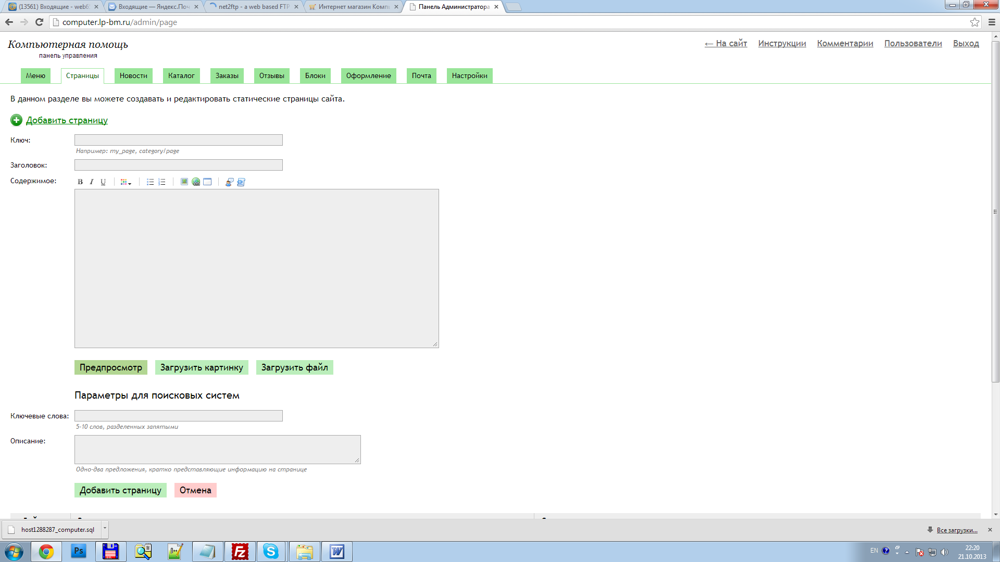 (13561) Входящие - web6
Входящие — Яндекс.Поч
net2ftp - a web based FTP
Интернет магазин Комп
Панель Администратора
computer.lp-bm.ru/admin/page
Компьютерная помощь
панель управления
← На сайт Инструкции Комментарии Пользователи Выход
Меню Страницы Новости Каталог Заказы Отзывы Блоки Оформление Почта Настройки
В данном разделе вы можете создавать и редактировать статические страницы сайта.
Добавить страницу
Ключ:
Например: my_page, category/page
Заголовок:
Содержимое:
B I U
Предпросмотр Загрузить картинку Загрузить файл
Параметры для поисковых систем
Ключевые слова:
5-10 слов, разделенных запятыми
Описание:
Одно-два предложения, кратко представляющие информацию на странице
Добавить страницу Отмена
host1288287_computer.sql
Все загрузки...
EN
22:20
21.10.2013